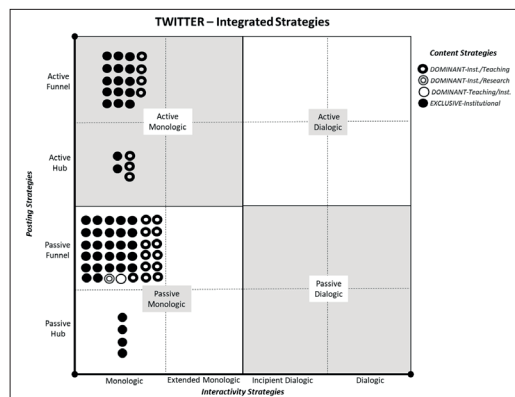 TWITTER – Integrated Strategies
Content Strategies
DOMINANT-Inst./Teaching
DOMINANT-Inst./Research
DOMINANT-Teaching/Inst.
EXCLUSIVE-Institutional
Posting Strategies
Active
Funnel
Active
Hub
Passive
Funnel
Passive
Hub
Active
Monologic
Active
Dialogic
Passive
Monologic
Passive
Dialogic
Monologic
Extended Monologic
Incipient Dialogic
Dialogic
Interactivity Strategies